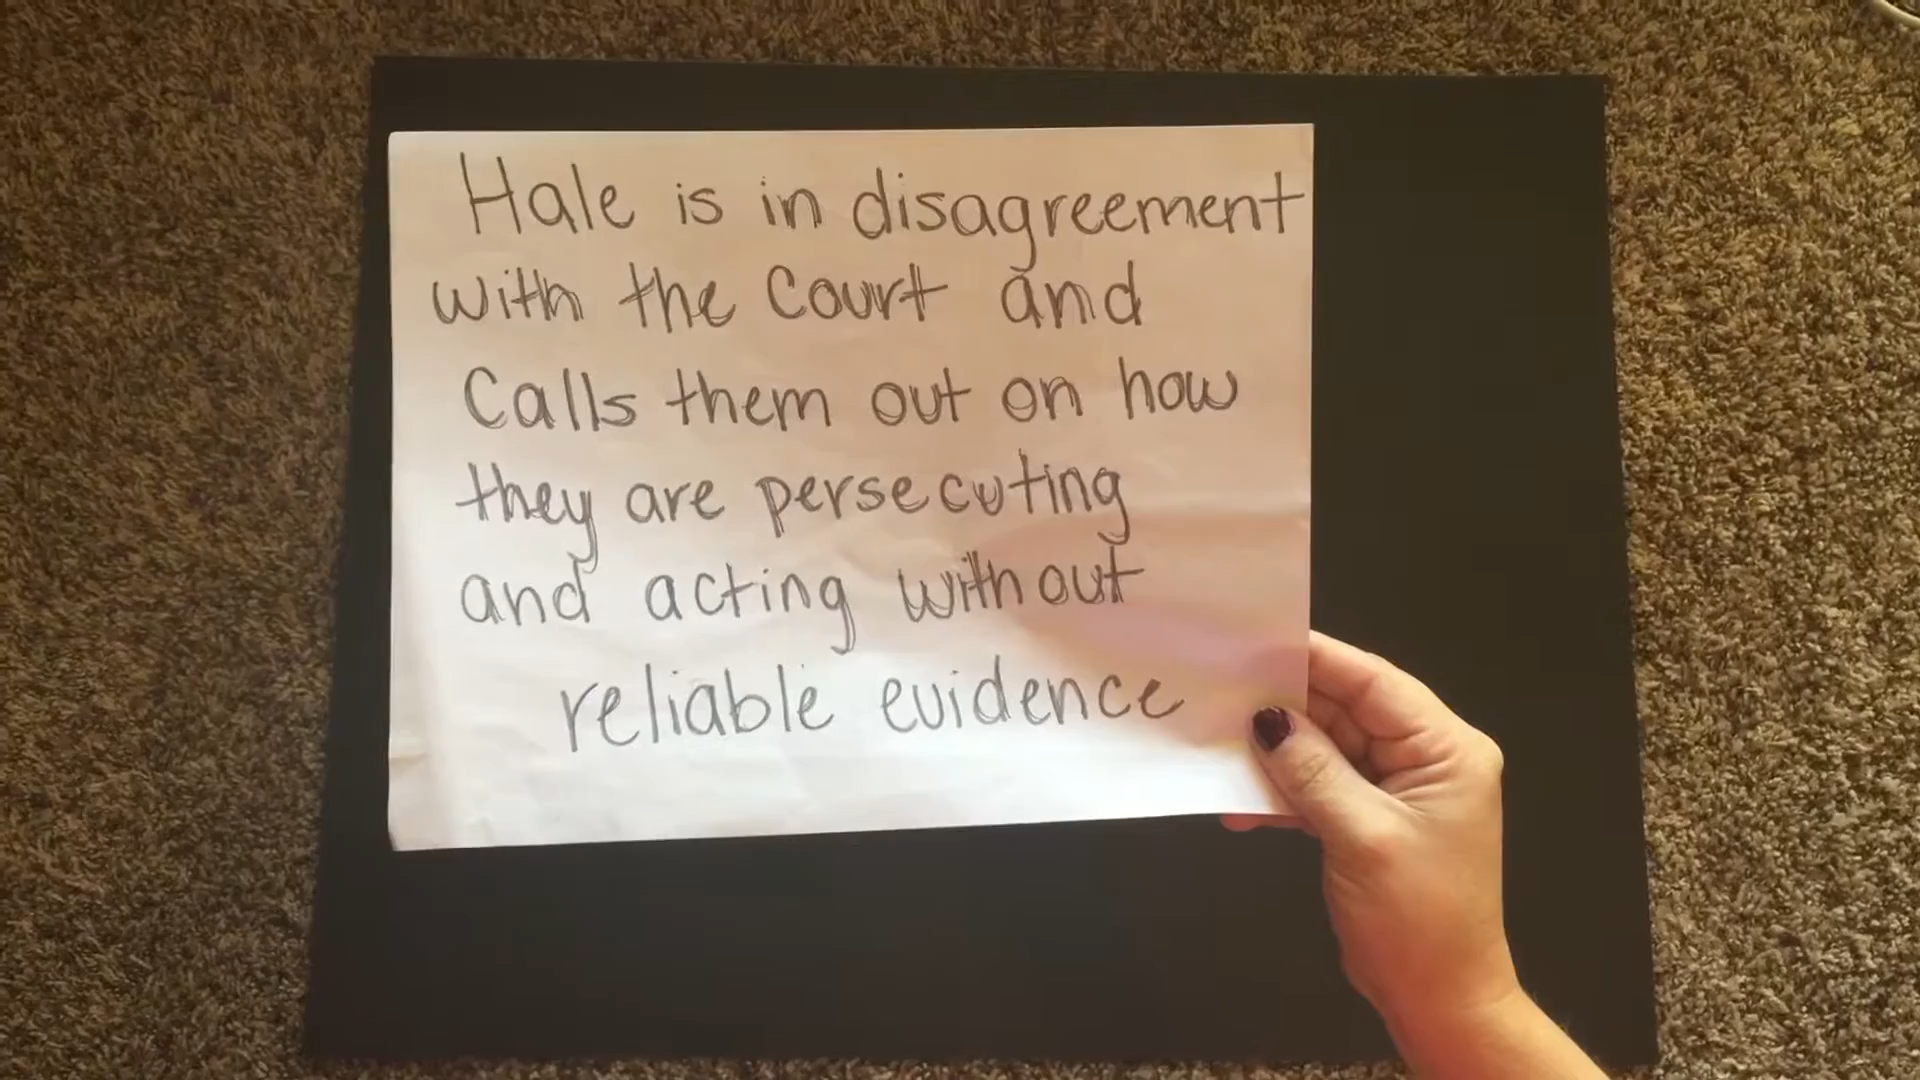 Hale is in disagreement
with the Court and
Calls them out on how
they are persecuting
and acting without
reliable evidence